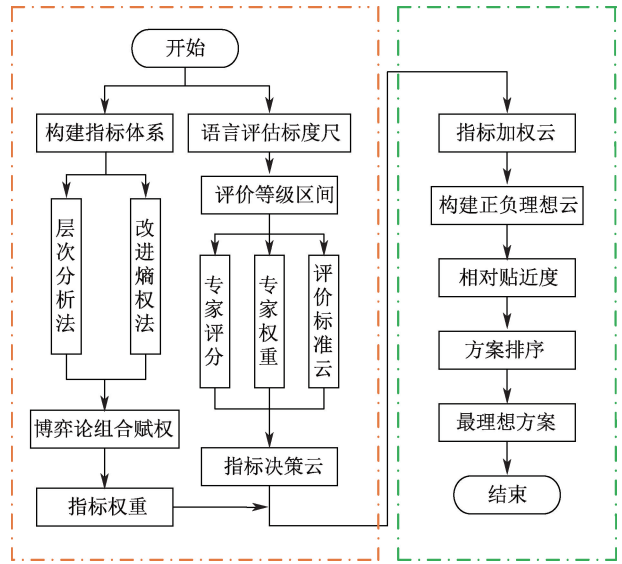 开始
构建指标体系
语言评估标度尺
评价等级区间
层次分析法
改进熵权法
专家评分
专家权重
评价标准云
博弈论组合赋权
指标决策云
指标权重
指标加权云
构建正负理想云
相对贴近度
方案排序
最理想方案
结束